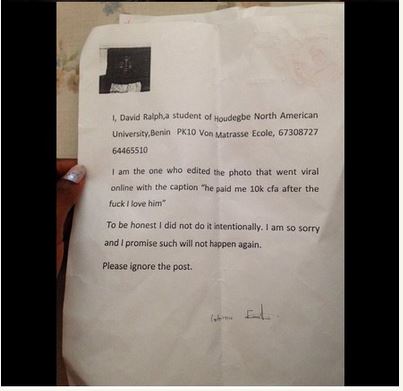 I, David Ralph,a student of Houdegbe North American
University,Benin PK10 Von Matrasse Ecole, 67308727
64465510
I am the one who edited the photo that went viral
online with the caption "he paid me 10k cfa after the
fuck I love him"
To be honest I did not do it intentionally. I am so sorry
and I promise such will not happen again.
Please ignore the post.